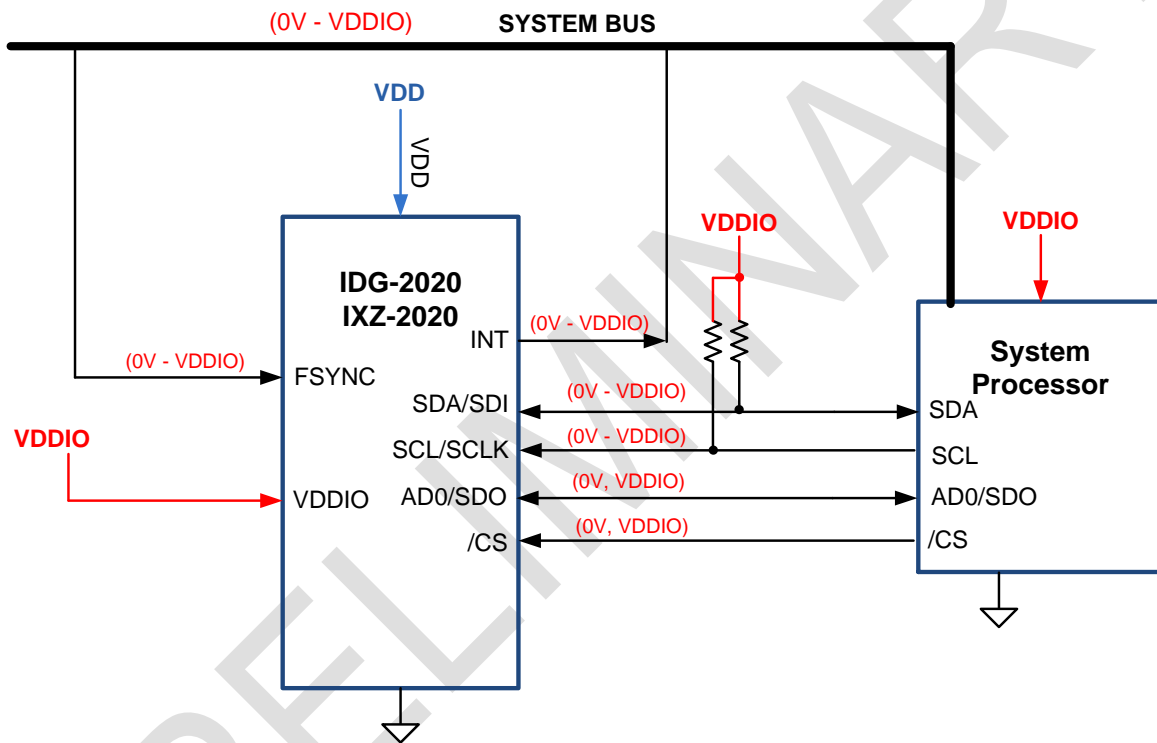 (0V - VDDIO) SYSTEM BUS
VDD
VDD
VDDIO
VDDIO
IDG-2020
IXZ-2020
INT
(0V - VDDIO)
System
Processor
(0V - VDDIO)
FSYNC
SDA/SDI
(0V - VDDIO)
SDA
VDDIO
SCL/SCLK
(0V - VDDIO)
SCL
VDDIO
AD0/SDO
(0V, VDDIO)
AD0/SDO
/CS
(0V, VDDIO)
/CS
PRELIMINARY